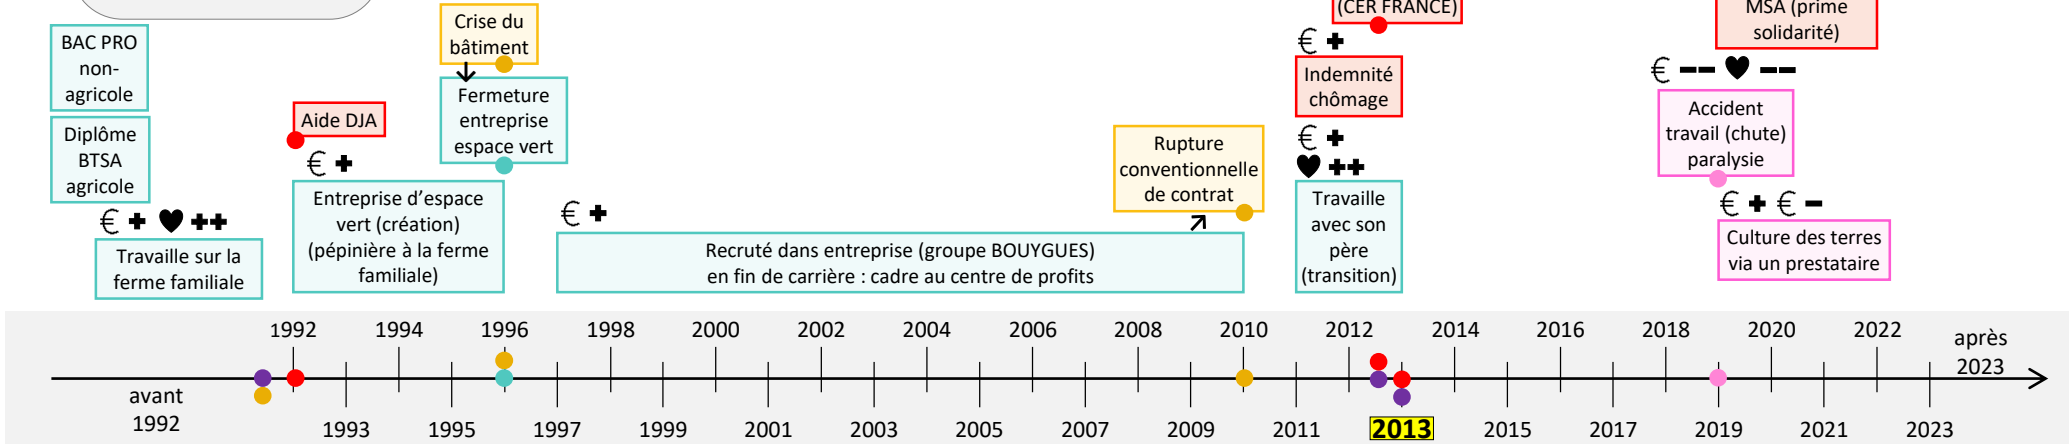 BAC PRO
non-
agricole
Diplôme
BTSA
agricole
€ + ++
Travaille sur la
ferme familiale
Aide DJA
€ +
Entreprise d'espace
vert (création)
(pépinière à la ferme
familiale)
Crise du
bâtiment
Fermeture
entreprise
espace vert
€ +
Recruté dans entreprise (groupe BOUYGUES)
en fin de carrière : cadre au centre de profits
Rupture
conventionnelle
de contrat
(CER FRANCE)
€ +
Indemnité
chômage
€ +
++
Travaille
avec son
père
(transition)
MSA (prime
solidarité)
€ -- --
Accident
travail (chute)
paralysie
€ + € -
Culture des terres
via un prestataire
1992 1994 1996 1998 2000 2002 2004 2006 2008 2010 2012 2014 2016 2018 2020 2022
après
2023
avant
1992
1993 1995 1997 1999 2001 2003 2005 2007 2009 2011 2013 2015 2017 2019 2021 2023